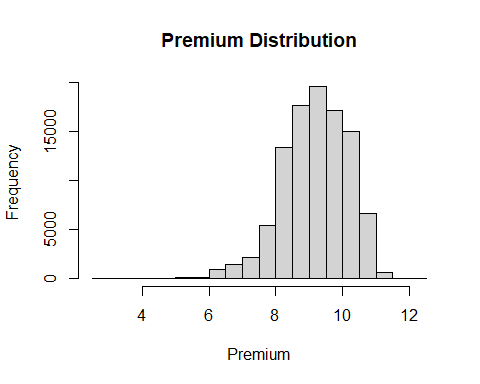 Premium Distribution
Frequency
15000
5000
0
4 6 8 10 12
Premium